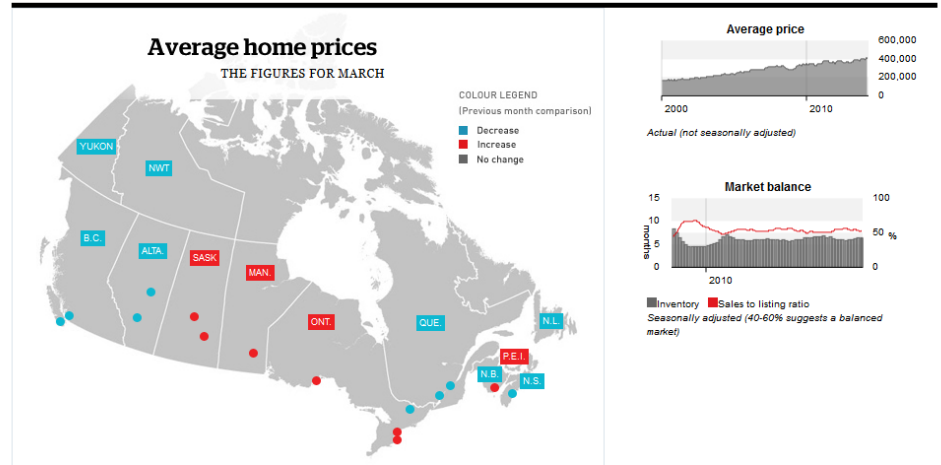 Average home prices
THE FIGURES FOR MARCH
COLOUR LEGEND
(Previous month comparison)
Decrease
Increase
No change
YUKON
NWT
B.C.
ALTA.
SASK
MAN.
ONT.
QUE.
N.L.
P.E.I.
N.B.
N.S.
Average price
600,000
400,000
200,000
0
2000 2010
Actual (not seasonally adjusted)
Market balance
15 100
10
5 50 %
months
0 0
2010
Inventory Sales to listing ratio
Seasonally adjusted (40-60% suggests a balanced
market)